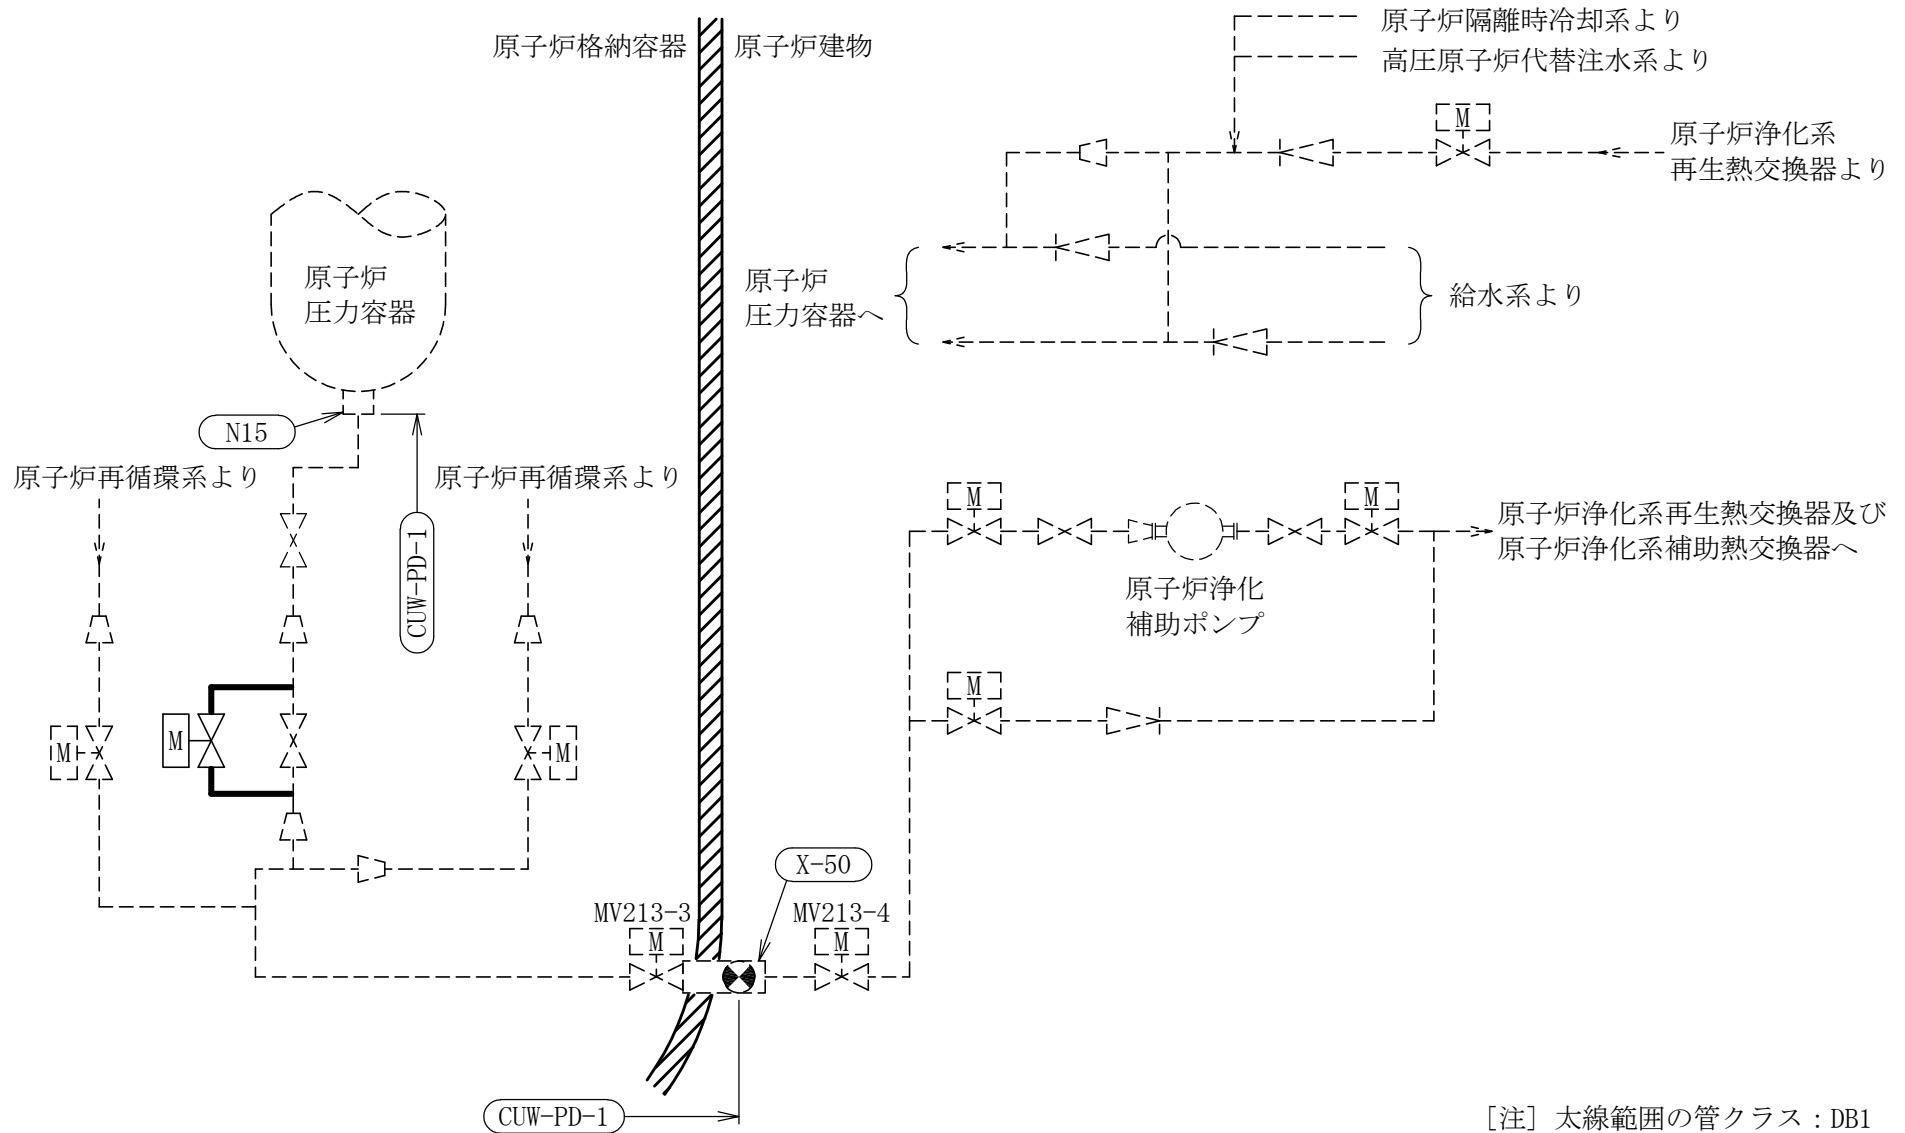 原子炉格納容器
原子炉建物
原子炉隔離時冷却系より
高圧原子炉代替注水系より
M
原子炉浄化系
再生熱交換器より
原子炉
圧力容器
原子炉
圧力容器へ
給水系より
N15
原子炉再循環系より
原子炉再循環系より
CUW-PD-1
M
M
原子炉浄化系再生熱交換器及び
原子炉浄化系補助熱交換器へ
原子炉浄化
補助ポンプ
M
M
M
M
X-50
MV213-3
MV213-4
M
M
CUW-PD-1
［注］太線範囲の管クラス：DB1